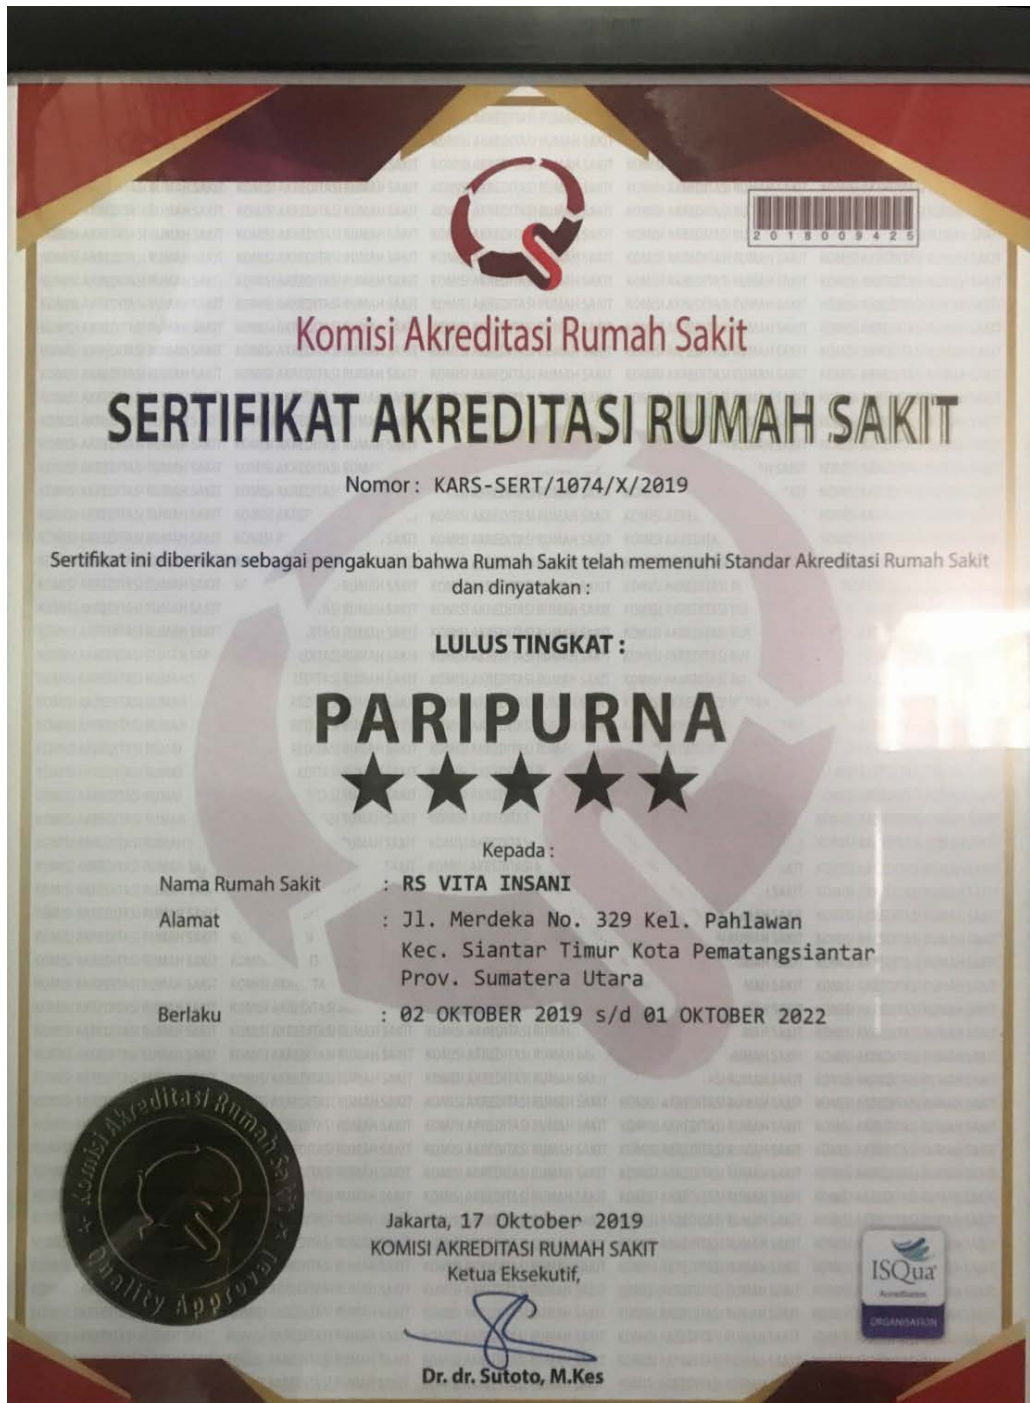 2018009425
Komisi Akreditasi Rumah Sakit
SERTIFIKAT AKREDITASI RUMAH SAKIT
Nomor : KARS-SERT/1074/X/2019
Sertifikat ini diberikan sebagai pengakuan bahwa Rumah Sakit telah memenuhi Standar Akreditasi Rumah Sakit
dan dinyatakan :
LULUS TINGKAT :
PARIPURNA
Kepada :
Nama Rumah Sakit : RS VITA INSANI
Alamat : Jl. Merdeka No. 329 Kel. Pahlawan
Kec. Siantar Timur Kota Pematangsiantar
Prov. Sumatera Utara
Berlaku : 02 OKTOBER 2019 s/d 01 OKTOBER 2022
Komisi Akreditasi Rumah Sakit
Quality Approval
Jakarta, 17 Oktober 2019
KOMISI AKREDITASI RUMAH SAKIT
Ketua Eksekutif,
Dr. dr. Sutoto, M.Kes
ISQua
Accreditation
ORGANISATION